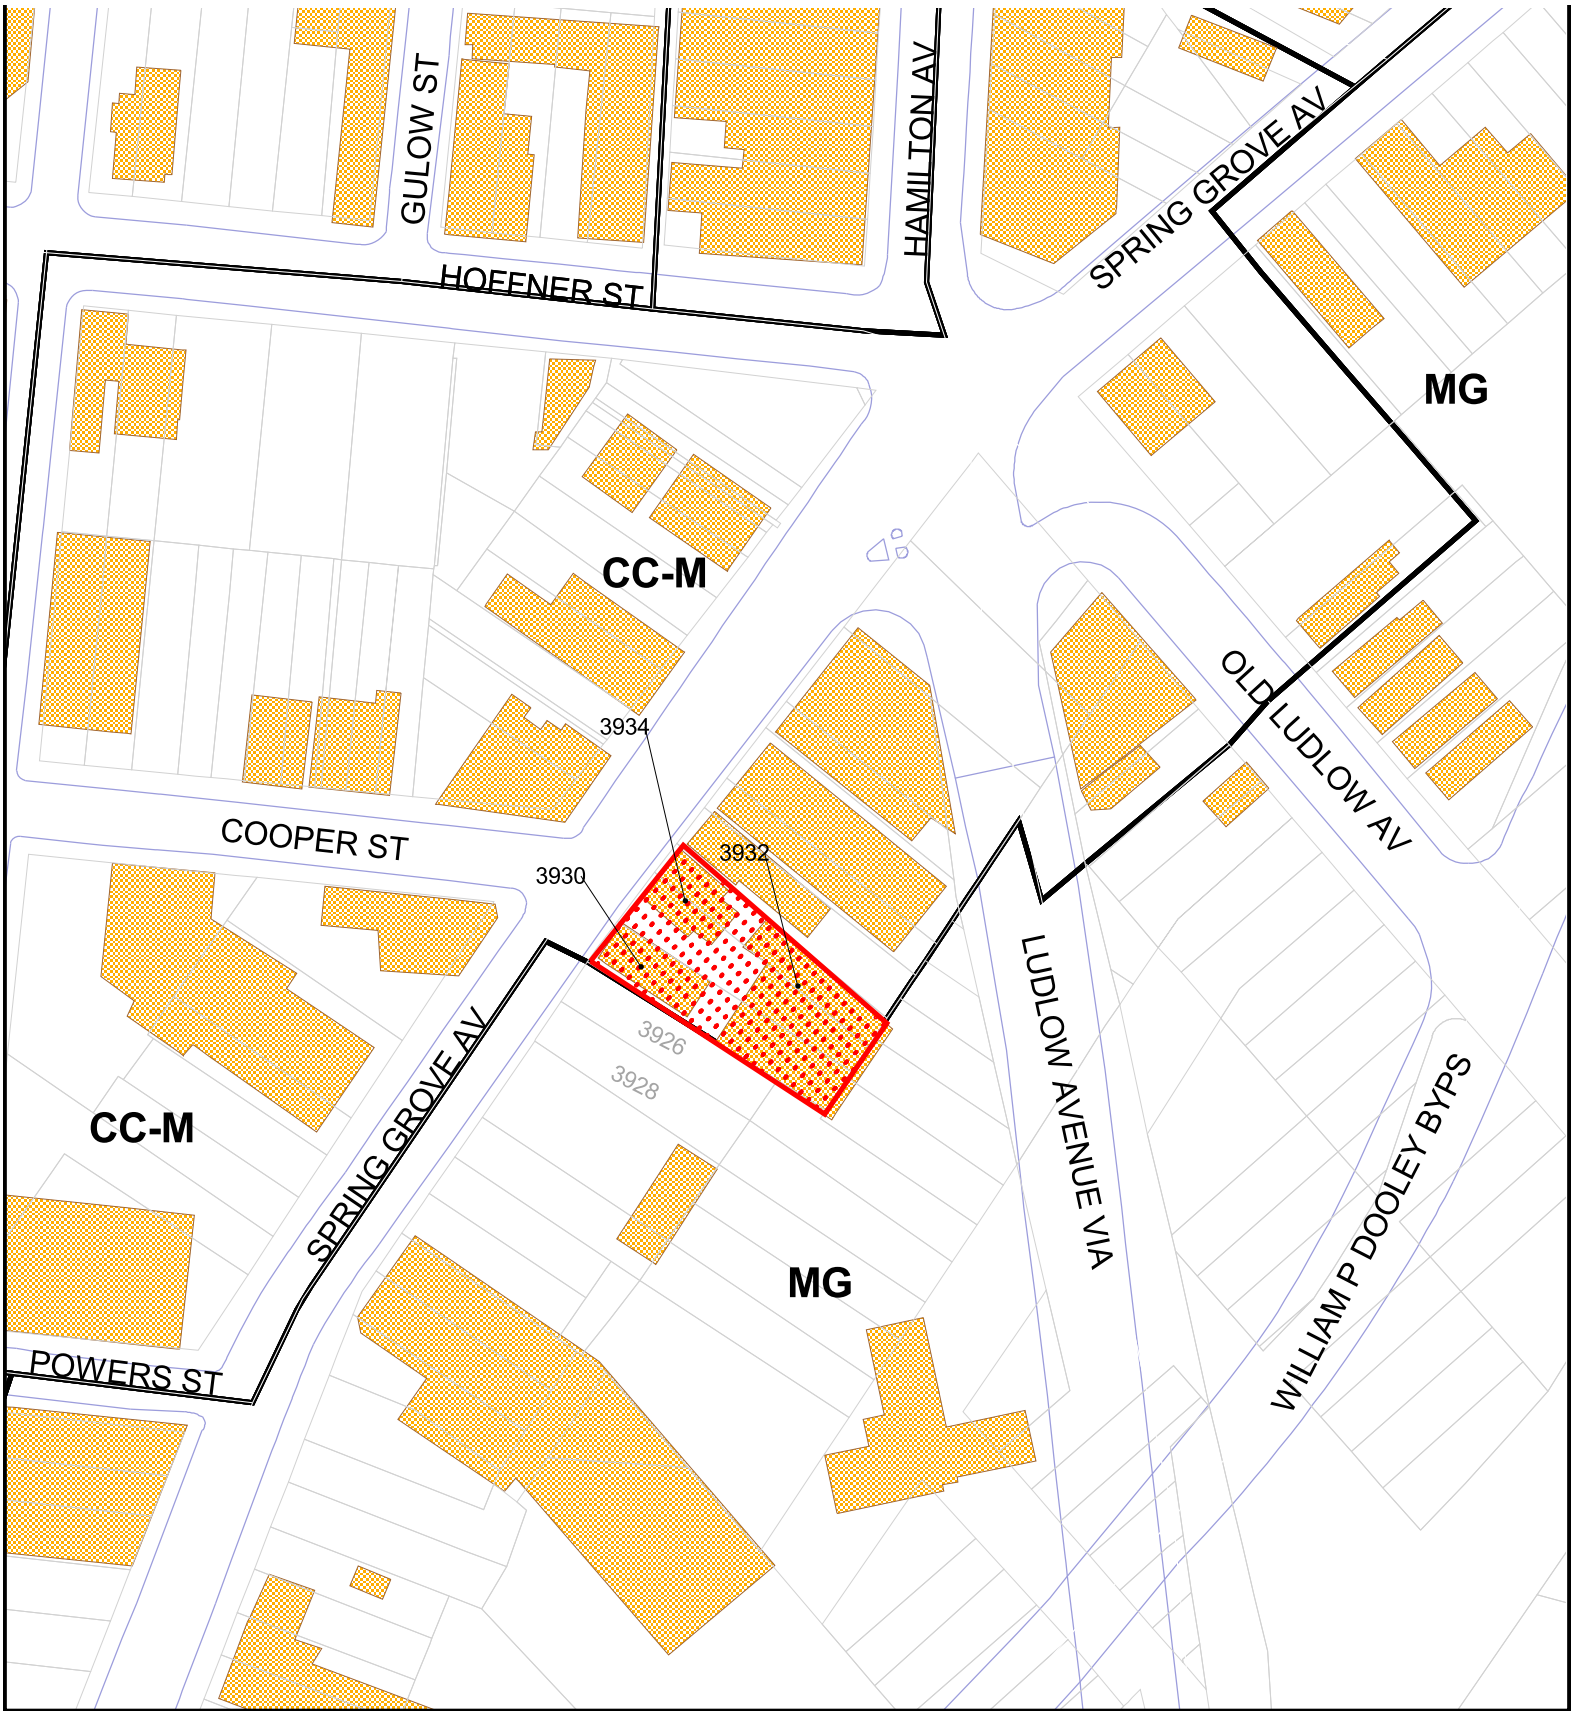 GULOW ST
HAMILTON AV
SPRING GROVE AV
HOFFNER ST
MG
CC-M
OLD LUDLOW AV
3934
COOPER ST
3932
3930
LUDLOW AVENUE VIA
3926
3928
SPRING GROVE AV
CC-M
WILLIAM P DOOLEY BYPS
MG
POWERS ST